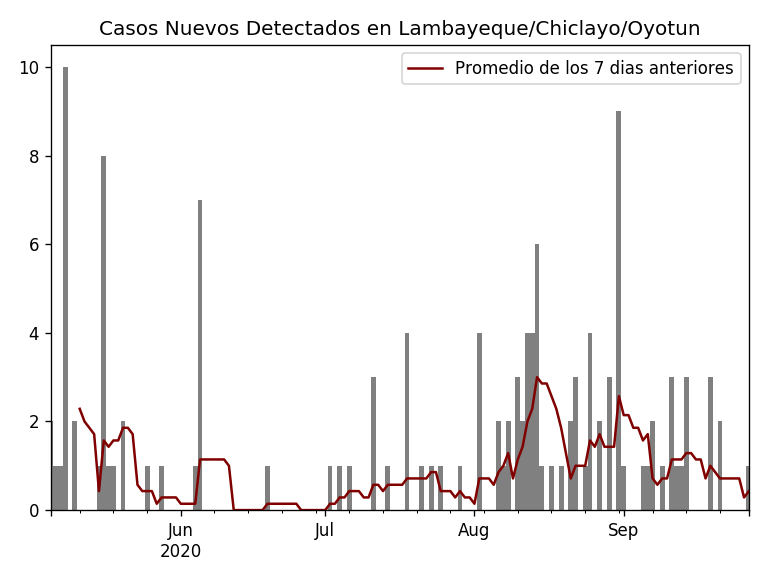 Casos Nuevos Detectados en Lambayeque/Chiclayo/Oyotun
Promedio de los 7 dias anteriores
10
8
6
4
2
0
Jun
2020
Jul
Aug
Sep